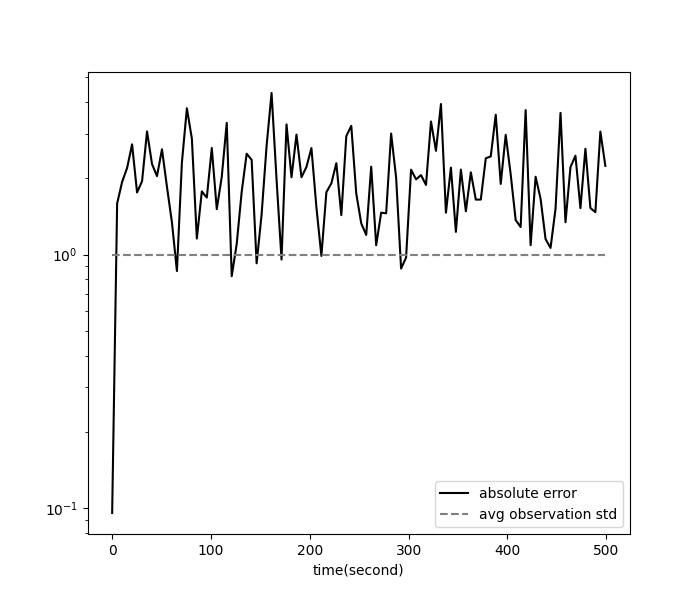 10⁰
10⁻¹
0 100 200 300 400 500
time(second)
absolute error
avg observation std